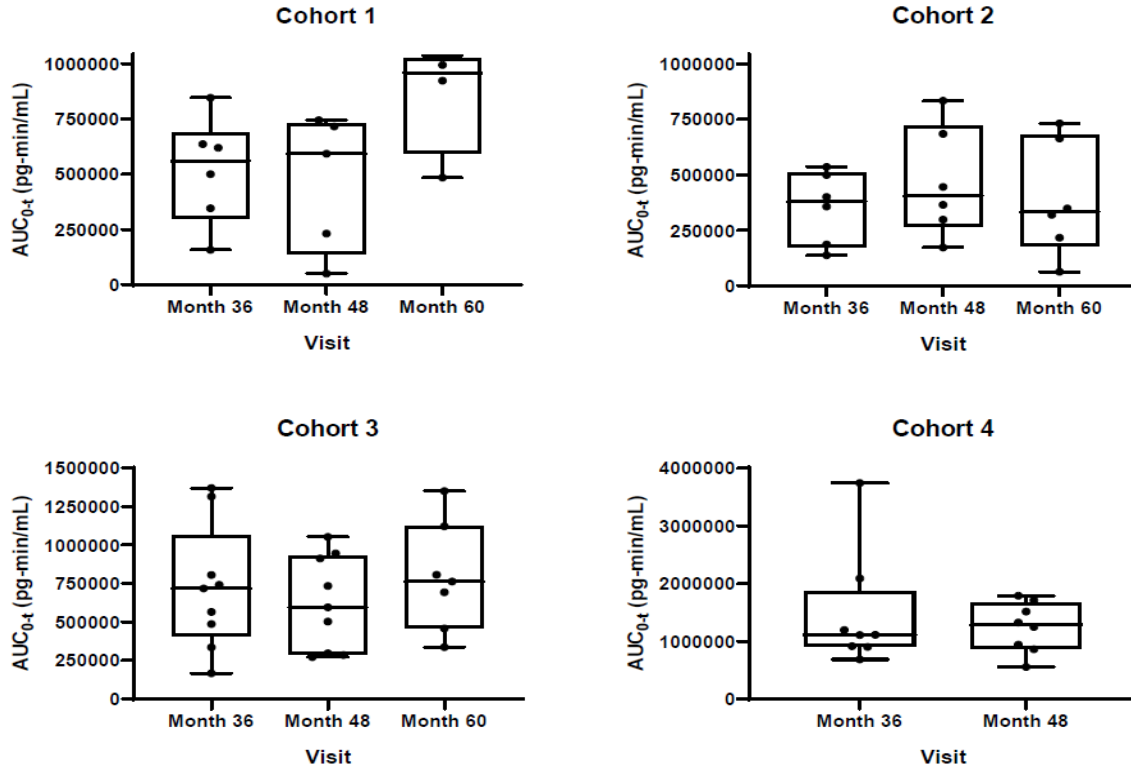 Cohort 1
AUC0-t (pg-min/mL)
1000000
750000
500000
250000
0
Month 36 Month 48 Month 60
Visit
Cohort 2
AUC0-t (pg-min/mL)
1000000
750000
500000
250000
0
Month 36 Month 48 Month 60
Visit
Cohort 3
AUC0-t (pg-min/mL)
1500000
1250000
1000000
750000
500000
250000
0
Month 36 Month 48 Month 60
Visit
Cohort 4
AUC0-t (pg-min/mL)
4000000
3000000
2000000
1000000
0
Month 36 Month 48
Visit